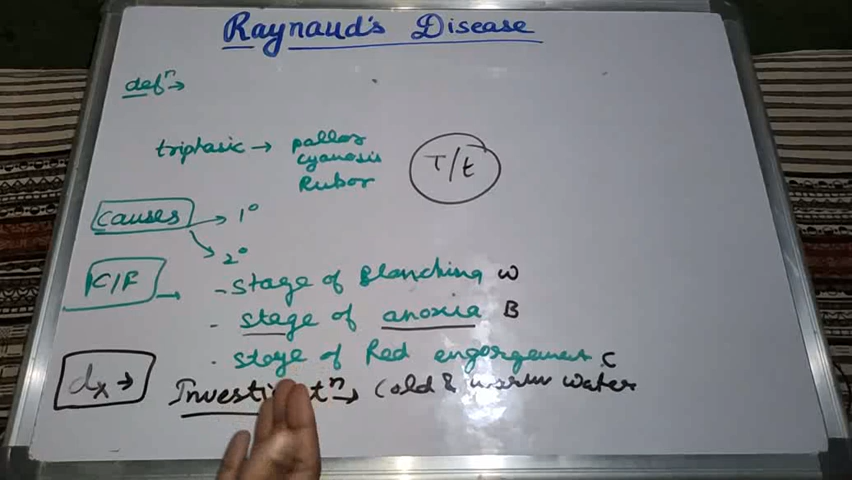 Raynaud's Disease
defⁿ→
triphasic → pallor
cyanosis
Rubor
T/t
Causes → 1°
→ 2°
C/F →
- stage of Blanching W
- stage of anoxia B
- stage of Red engorgement C
dx →
→ Cold & warm water